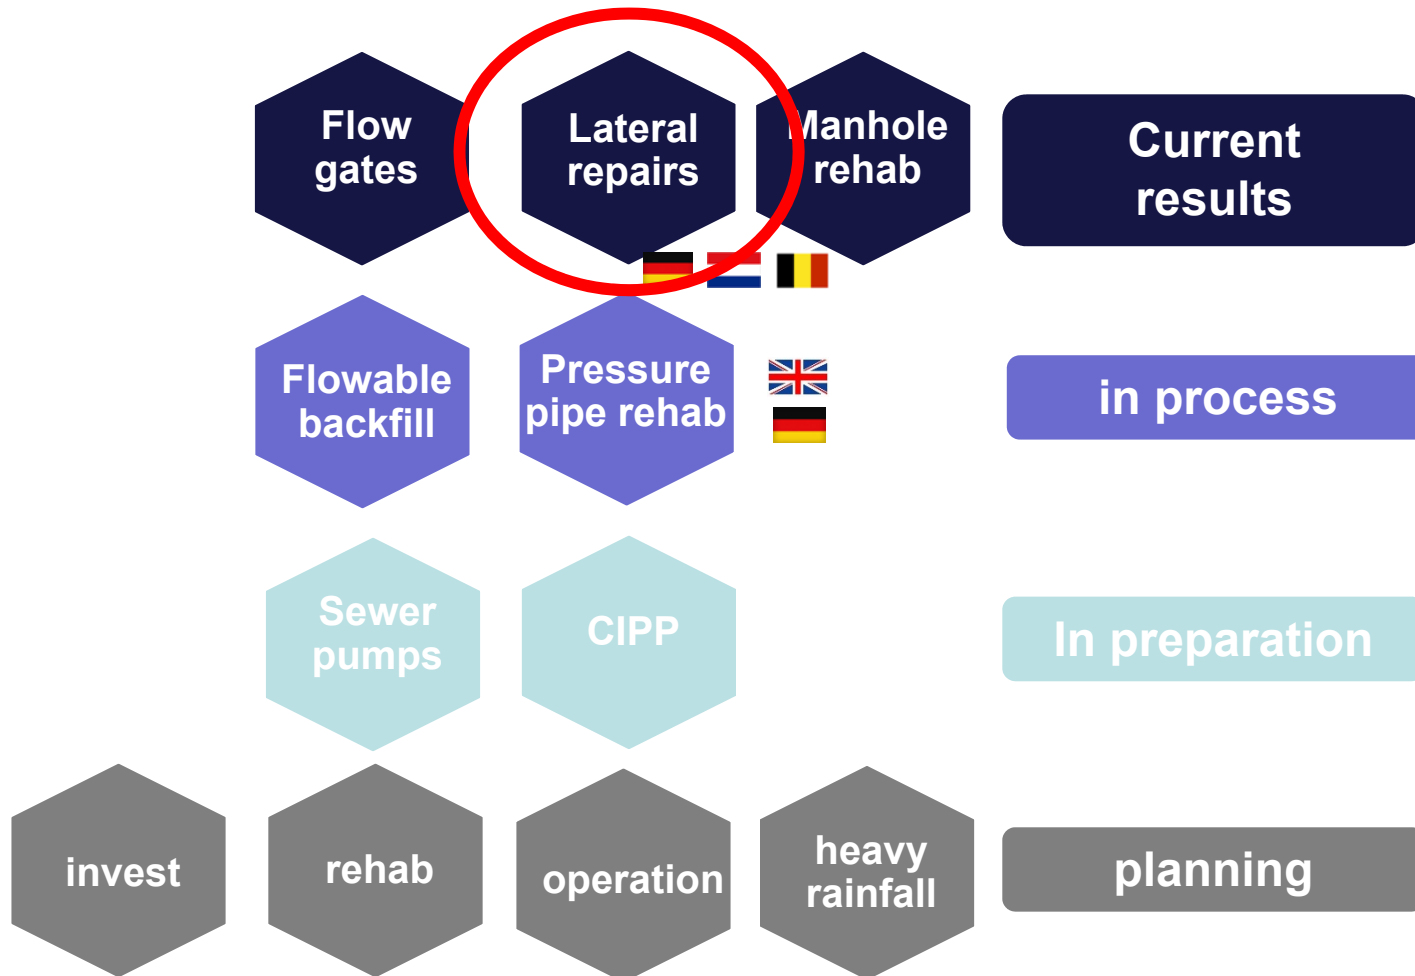 Flow
gates
Lateral
repairs
Manhole
rehab
Current
results
Flowable
backfill
Pressure
pipe rehab
in process
Sewer
pumps
CIPP
In preparation
invest
rehab
operation
heavy
rainfall
planning